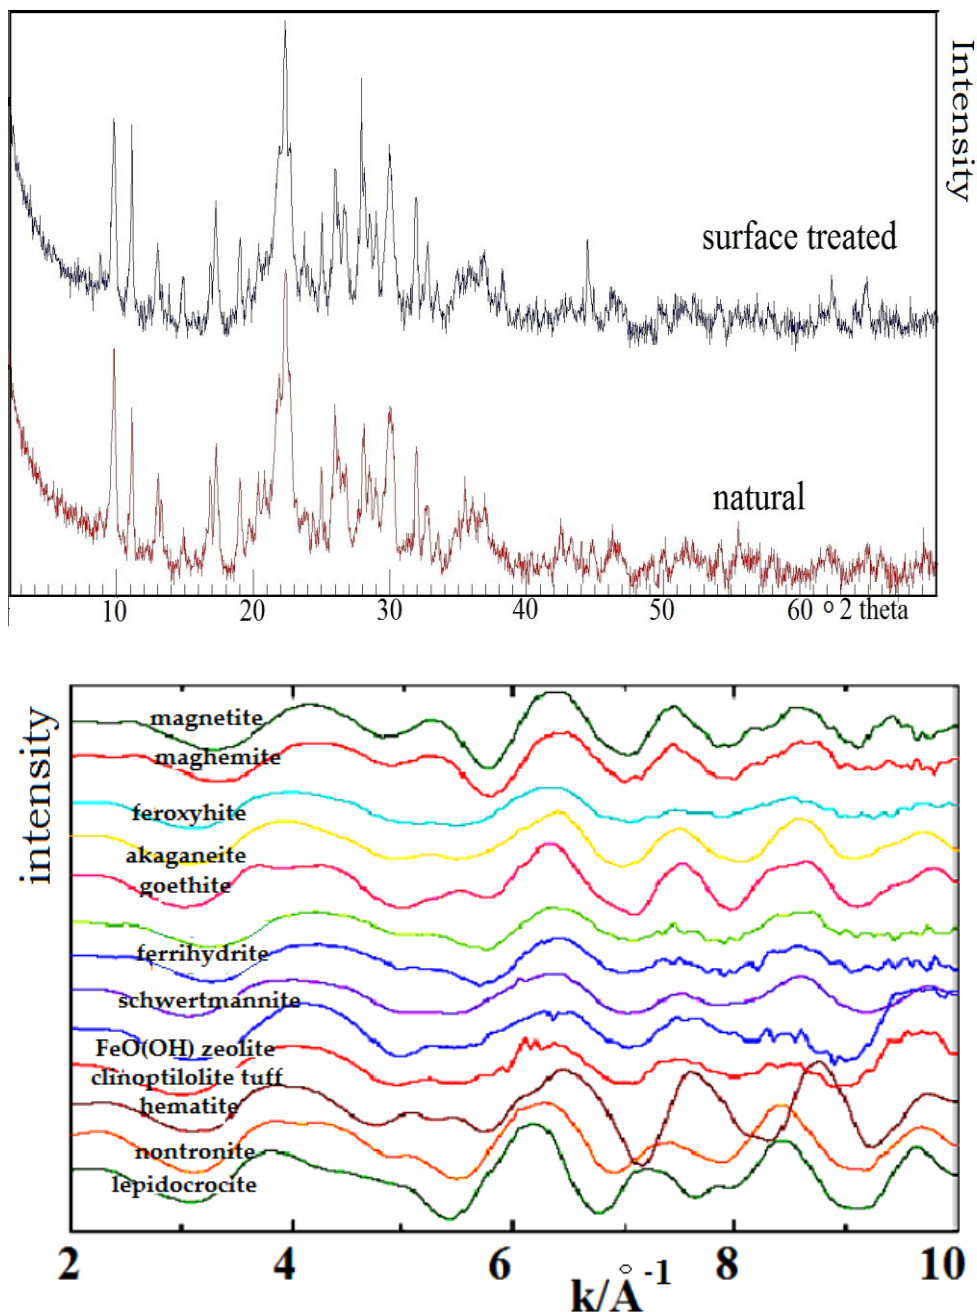 Intensity
surface treated
natural
10 20 30 40 50 60 ° 2 theta
intensity
magnetite
maghemite
feroxyhite
akaganeite
goethite
ferrihydrite
schwertmannite
FeO(OH) zeolite
clinoptilolite tuff
hematite
nontronite
lepidocrocite
2 4 6 8 10
k/Å -1